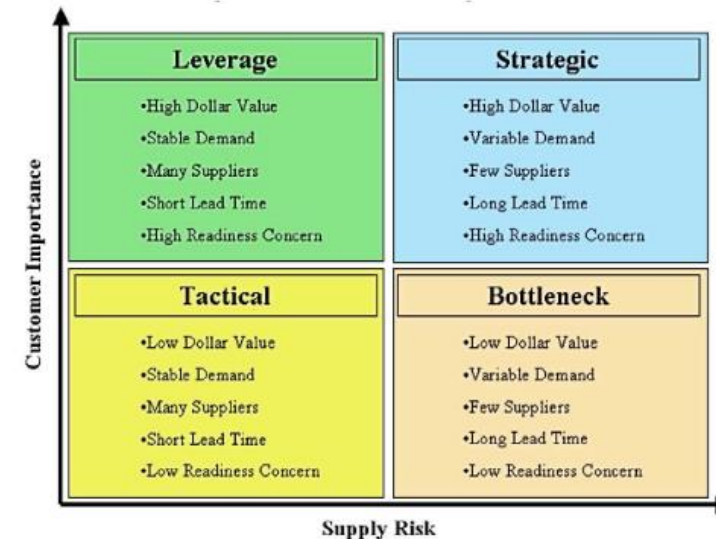 Leverage
•High Dollar Value
•Stable Demand
•Many Suppliers
•Short Lead Time
•High Readiness Concern
Strategic
•High Dollar Value
•Variable Demand
•Few Suppliers
•Long Lead Time
•High Readiness Concern
Tactical
•Low Dollar Value
•Stable Demand
•Many Suppliers
•Short Lead Time
•Low Readiness Concern
Bottleneck
•Low Dollar Value
•Variable Demand
•Few Suppliers
•Long Lead Time
•Low Readiness Concern
Customer Importance
Supply Risk